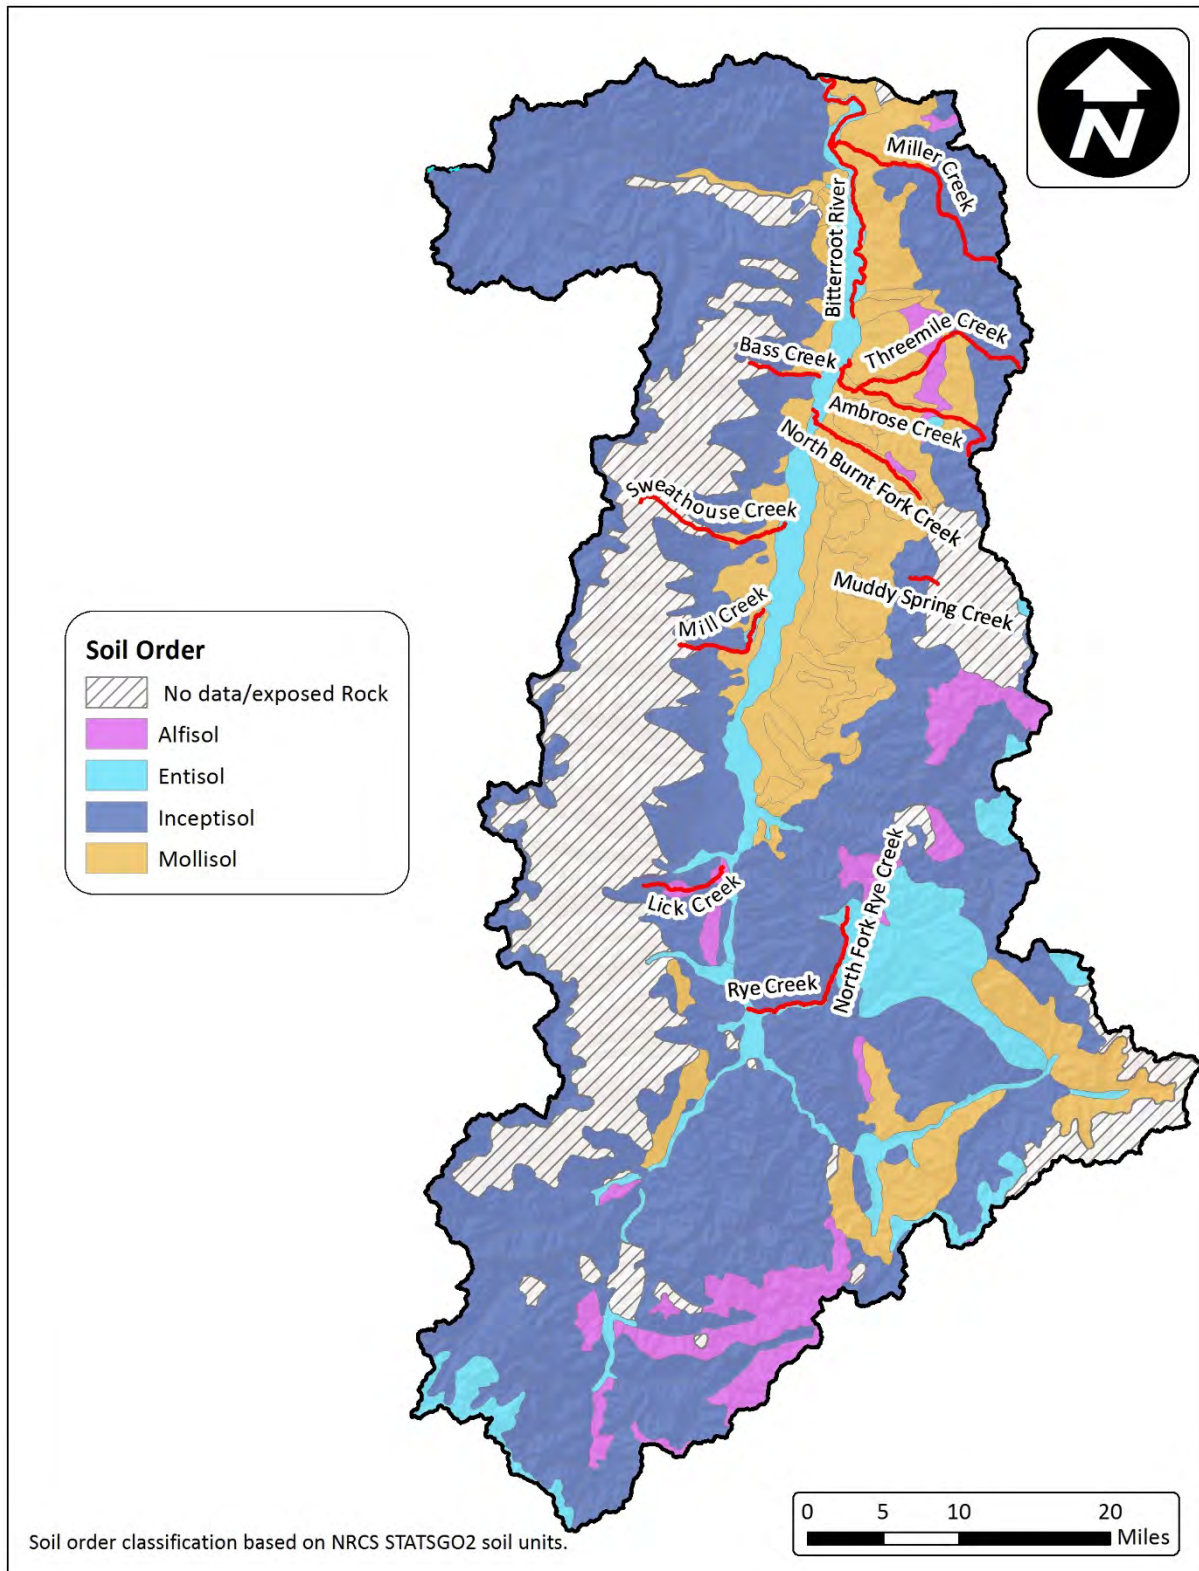 N
Miller Creek
Bitterroot River
Threemile Creek
Bass Creek
Ambrose Creek
North Burnt Fork Creek
Sweathouse Creek
Muddy Spring Creek
Mill Creek
Soil Order
No data/exposed Rock
Alfisol
Entisol
Inceptisol
Mollisol
Lick Creek
North Fork Rye Creek
Rye Creek
0 5 10 20
Miles
Soil order classification based on NRCS STATSGO2 soil units.